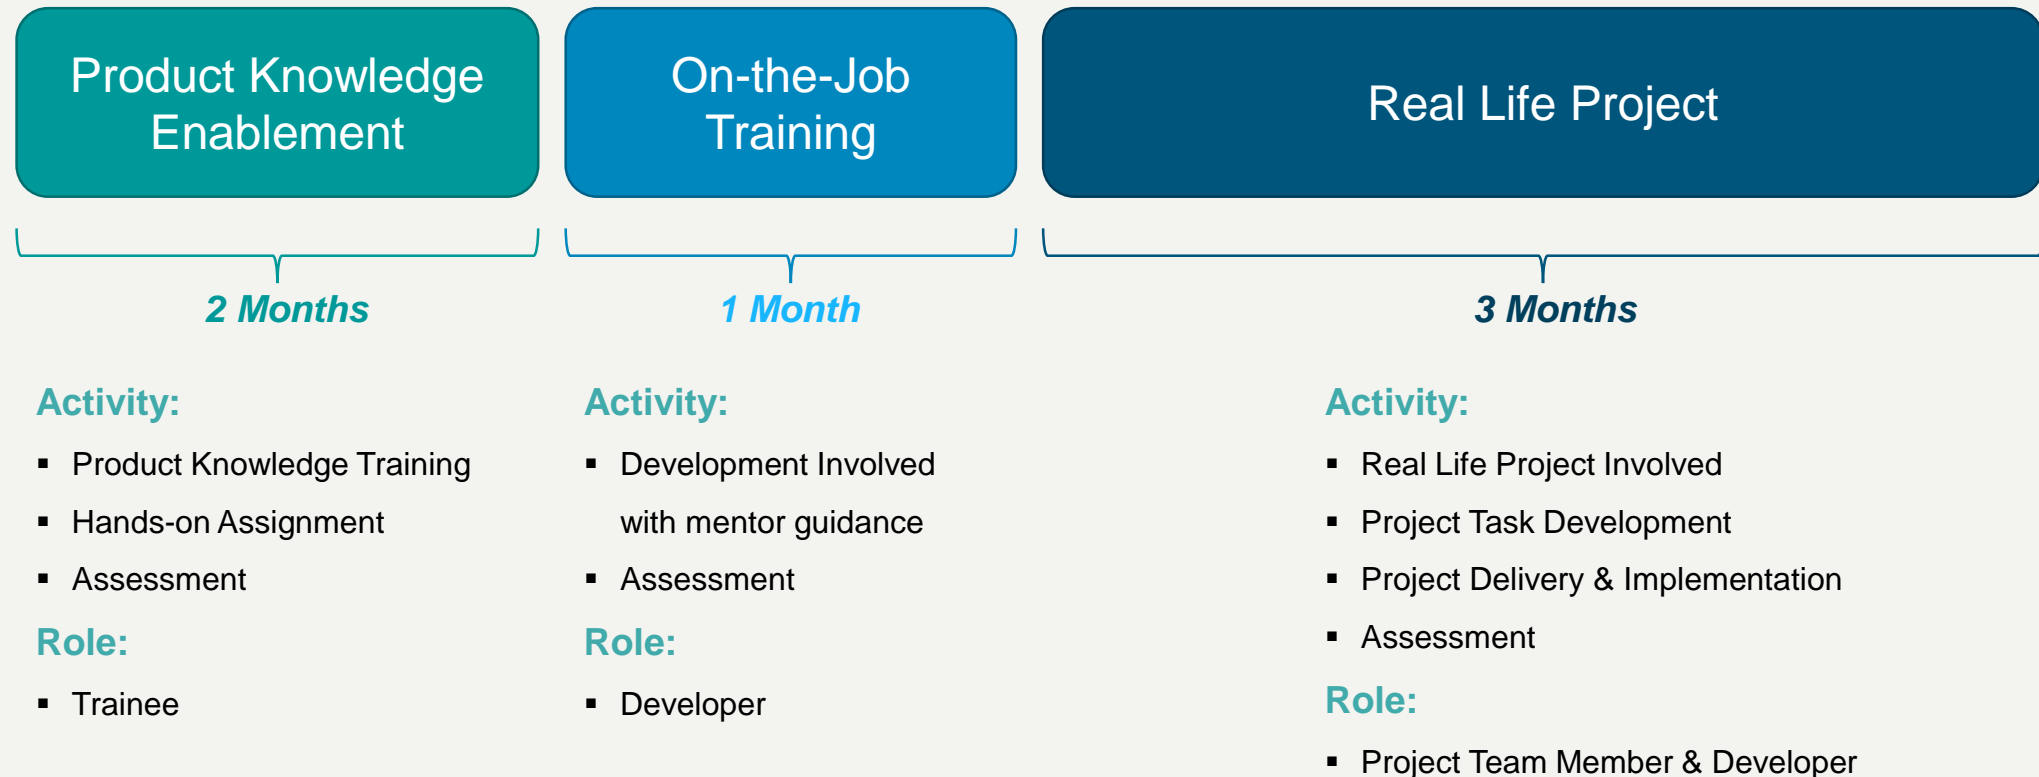 Product Knowledge
Enablement
On-the-Job
Training
Real Life Project
2 Months
1 Month
3 Months
Activity:
▪ Product Knowledge Training
▪ Hands-on Assignment
▪ Assessment
Role:
▪ Trainee
Activity:
▪ Development Involved
with mentor guidance
▪ Assessment
Role:
▪ Developer
Activity:
▪ Real Life Project Involved
▪ Project Task Development
▪ Project Delivery & Implementation
▪ Assessment
Role:
▪ Project Team Member & Developer